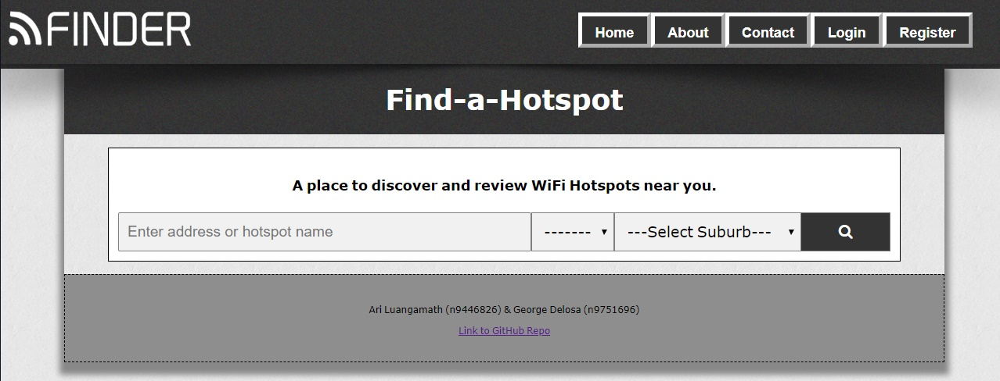 FINDER
Home About Contact Login Register
Find-a-Hotspot
A place to discover and review WiFi Hotspots near you.
Enter address or hotspot name ------- ---Select Suburb---
Ari Luangamath (n9446826) & George Delosa (n9751696)
Link to GitHub Repo